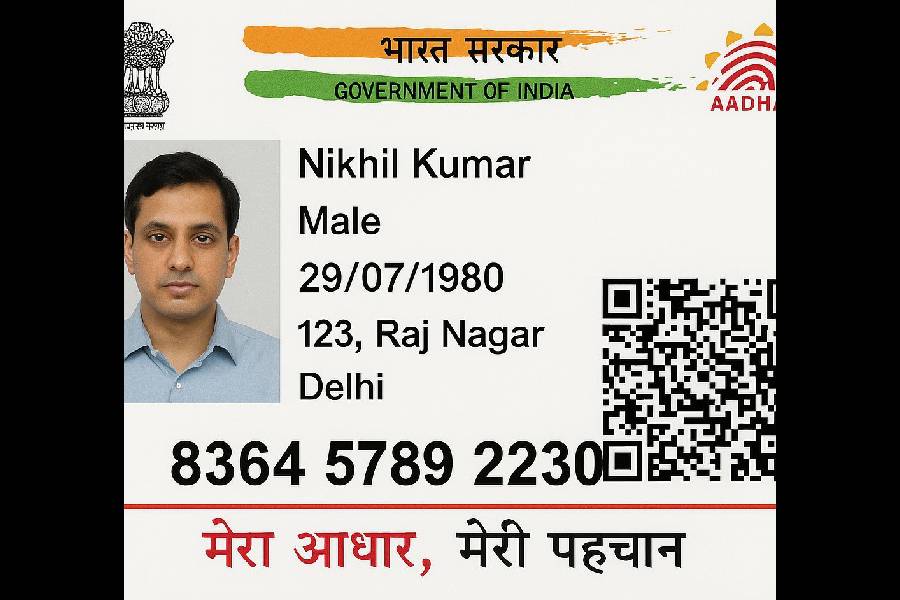 भारत सरकार
GOVERNMENT OF INDIA
AADHA
Nikhil Kumar
Male
29/07/1980
123, Raj Nagar
Delhi
8364 5789 2230
मेरा आधार, मेरी पहचान